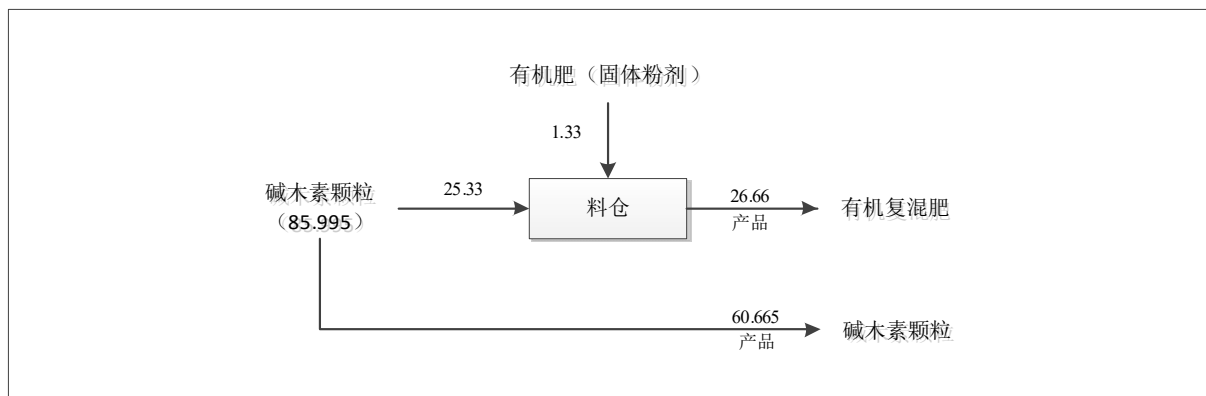 有机肥（固体粉剂）
1.33
碱木素颗粒
（85.995）
25.33
料仓
26.66
产品
有机复混肥
60.665
产品
碱木素颗粒